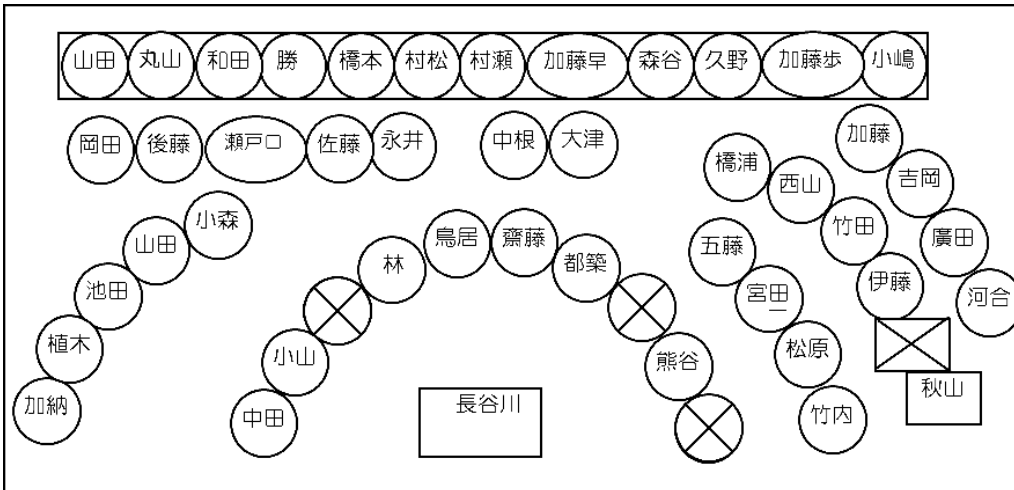 山田 丸山 和田 勝 橋本 村松 村瀬 加藤早 森谷 久野 加藤歩 小嶋
岡田 後藤 瀬戸口 佐藤 永井 中根 大津
加藤 吉岡 廣田 河合
橋浦 西山 竹田 伊藤
小森 山田 池田 植木 加納
中田 小山 林 鳥居 齋藤 都築 熊谷
五藤 宮田 松原 竹内
長谷川
秋山